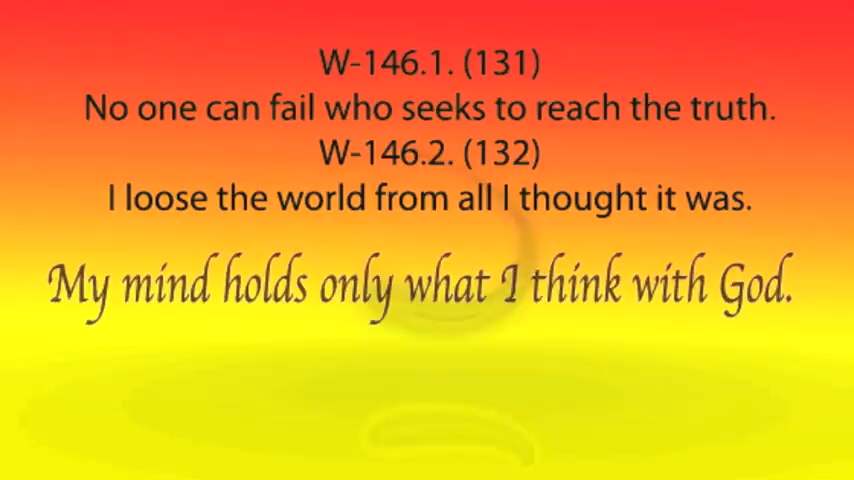 W-146.1. (131)
No one can fail who seeks to reach the truth.
W-146.2. (132)
I loose the world from all I thought it was.
My mind holds only what I think with God.